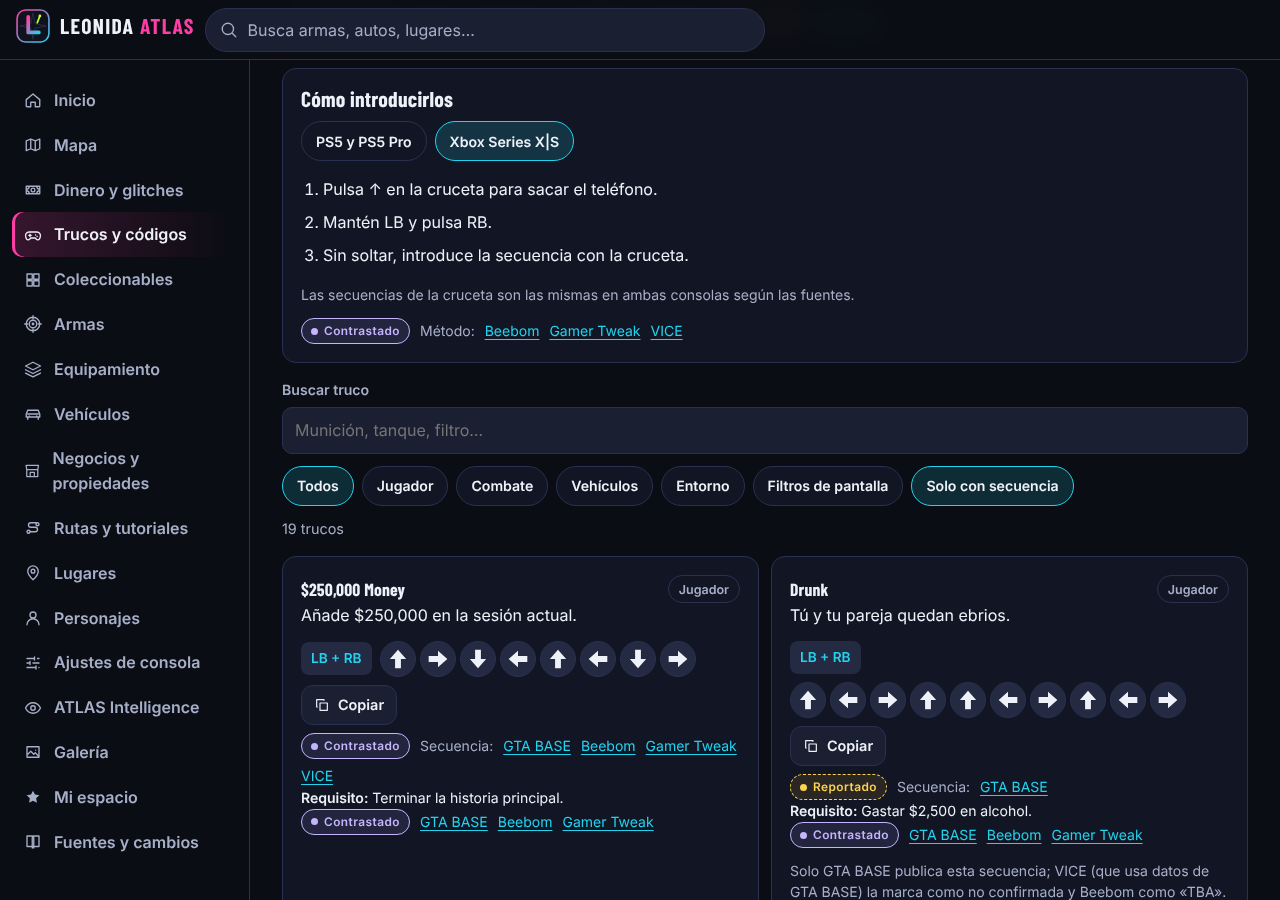 LEONIDA ATLAS
Busca armas, autos, lugares...
Inicio
Mapa
Dinero y glitches
Trucos y códigos
Coleccionables
Armas
Equipamiento
Vehículos
Negocios y
propiedades
Rutas y tutoriales
Lugares
Personajes
Ajustes de consola
ATLAS Intelligence
Galería
Mi espacio
Fuentes y cambios
Cómo introducirlos
PS5 y PS5 Pro
Xbox Series X|S
1. Pulsa ↑ en la cruceta para sacar el teléfono.
2. Mantén LB y pulsa RB.
3. Sin soltar, introduce la secuencia con la cruceta.
Las secuencias de la cruceta son las mismas en ambas consolas según las fuentes.
Contrastado Método: Beebom Gamer Tweak VICE
Buscar truco
Munición, tanque, filtro...
Todos Jugador Combate Vehículos Entorno Filtros de pantalla Solo con secuencia
19 trucos
$250,000 Money Jugador
Añade $250,000 en la sesión actual.
LB + RB ↑ → ↓ ← ↑ ← ↓ →
Copiar
Contrastado Secuencia: GTA BASE Beebom Gamer Tweak
VICE
Requisito: Terminar la historia principal.
Contrastado GTA BASE Beebom Gamer Tweak
Drunk Jugador
Tú y tu pareja quedan ebrios.
LB + RB
↑ ← → ↑ ↑ ← → ↑ ← →
Copiar
Reportado Secuencia: GTA BASE
Requisito: Gastar $2,500 en alcohol.
Contrastado GTA BASE Beebom Gamer Tweak
Solo GTA BASE publica esta secuencia; VICE (que usa datos de
GTA BASE) la marca como no confirmada y Beebom como «TBA».